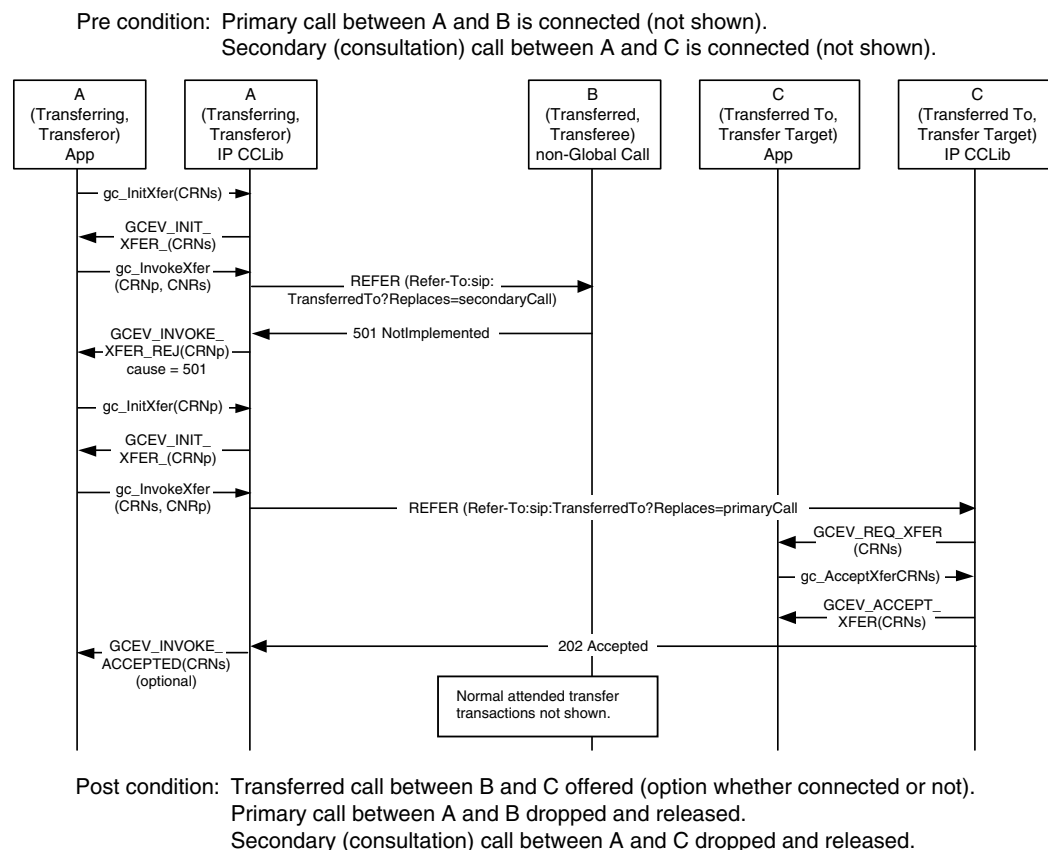 Pre condition: Primary call between A and B is connected (not shown).
Secondary (consultation) call between A and C is connected (not shown).
A
(Transferring,
Transferor)
App
A
(Transferring,
Transferor)
IP CCLib
B
(Transferred,
Transferee)
non-Global Call
C
(Transferred To,
Transfer Target)
App
C
(Transferred To,
Transfer Target)
IP CCLib
gc_InitXfer(CRNs)
GCEV_INIT_
XFER_(CRNs)
gc_InvokeXfer
(CRNp, CNRs)
REFER (Refer-To:sip:
TransferredTo?Replaces=secondaryCall)
501 NotImplemented
GCEV_INVOKE_
XFER_REJ(CRNp)
cause = 501
gc_InitXfer(CRNp)
GCEV_INIT_
XFER_(CRNp)
gc_InvokeXfer
(CRNs, CNRp)
REFER (Refer-To:sip:TransferredTo?Replaces=primaryCall
GCEV_REQ_XFER
(CRNs)
gc_AcceptXferCRNs)
GCEV_ACCEPT_
XFER(CRNs)
202 Accepted
GCEV_INVOKE_
ACCEPTED(CRNs)
(optional)
Normal attended transfer
transactions not shown.
Post condition: Transferred call between B and C offered (option whether connected or not).
Primary call between A and B dropped and released.
Secondary (consultation) call between A and C dropped and released.